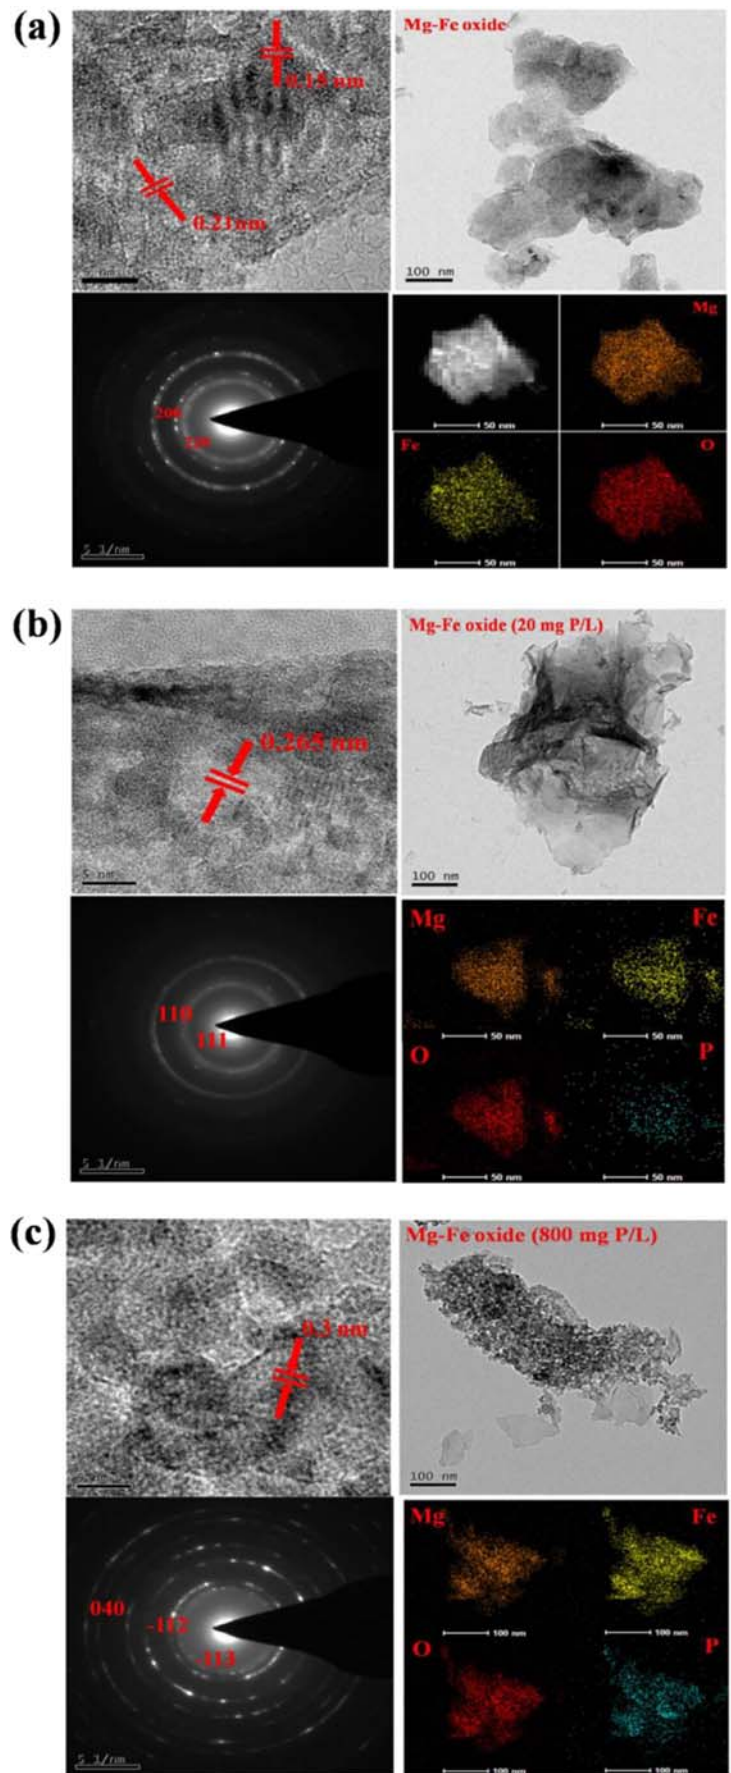 (a)
0.15 nm
0.21nm
Mg-Fe oxide
100 nm
200
5 1/nm
Mg
50 nm
50 nm
Fe
O
50 nm
50 nm
(b)
0.265 nm
5 nm
Mg-Fe oxide (20 mg P/L)
100 nm
110
111
5 1/nm
Mg
Fe
50 nm
50 nm
O
P
50 nm
50 nm
(c)
0.3 nm
Mg-Fe oxide (800 mg P/L)
100 nm
040
-112
-113
5 1/nm
Mg
Fe
100 nm
100 nm
O
P
100 nm
100 nm